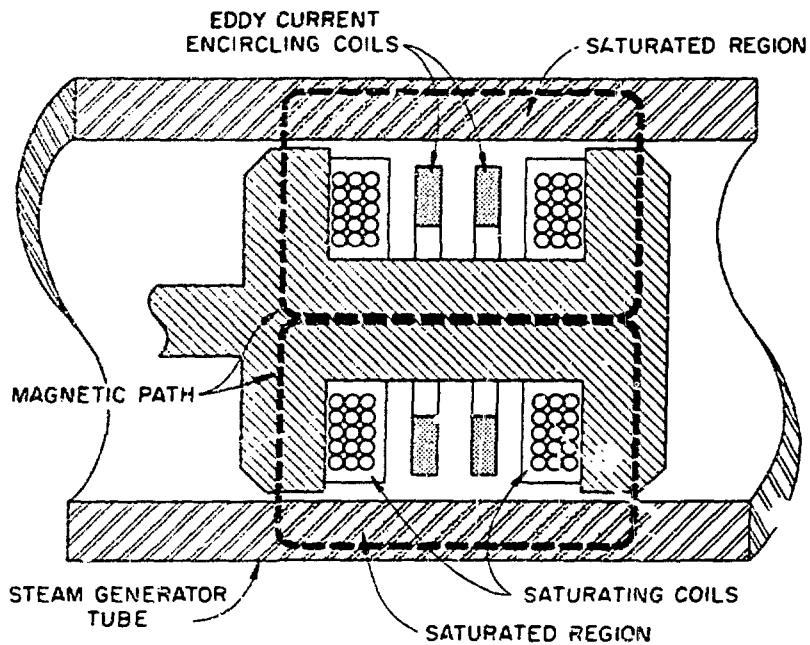 EDDY CURRENT
ENCIRCLING COILS
SATURATED REGION
MAGNETIC PATH
STEAM GENERATOR
TUBE
SATURATING COILS
SATURATED REGION